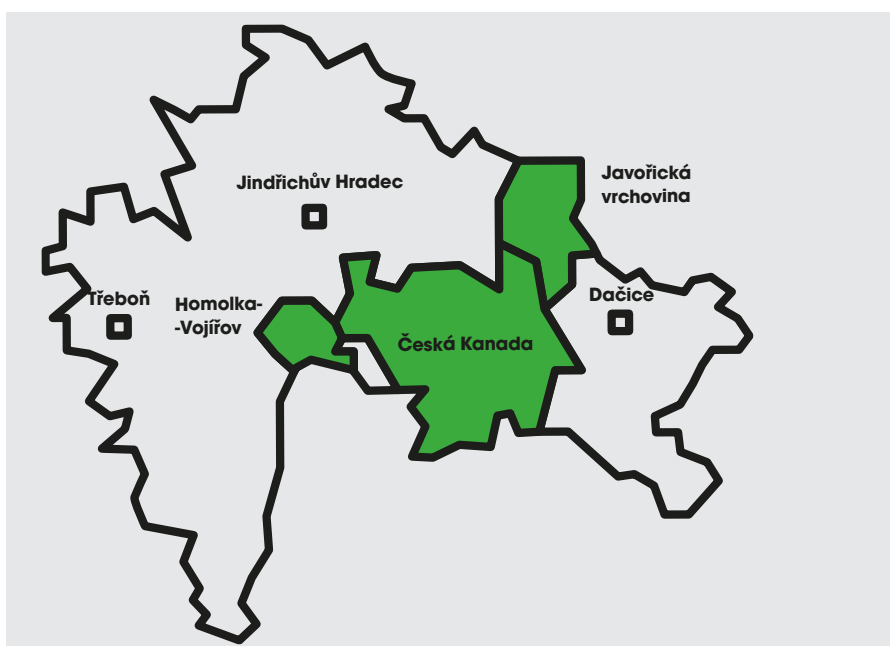 Javořická
vrchovina
Jindřichův Hradec
Třeboň
Homolka-
-Vojířov
Dačice
Česká Kanada